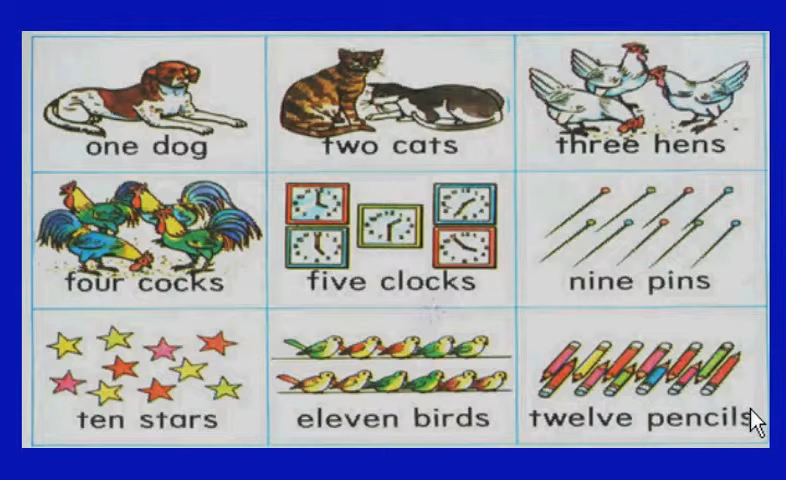 one dog
two cats
three hens
four cocks
five clocks
nine pins
ten stars
eleven birds
twelve pencils